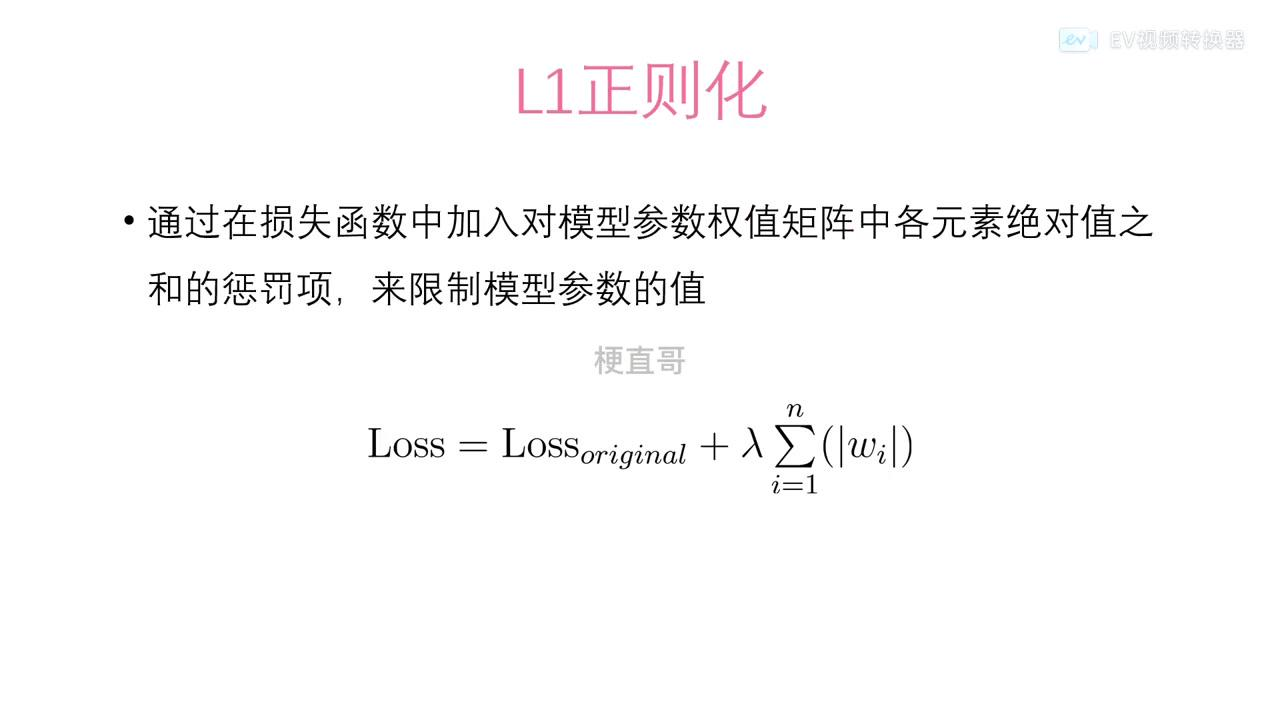 EV视频转换器
L1正则化
• 通过在损失函数中加入对模型参数权值矩阵中各元素绝对值之
和的惩罚项，来限制模型参数的值
梗直哥
Loss = Loss_{original} + λ \sum_{i=1}^{n} (|w_i|)